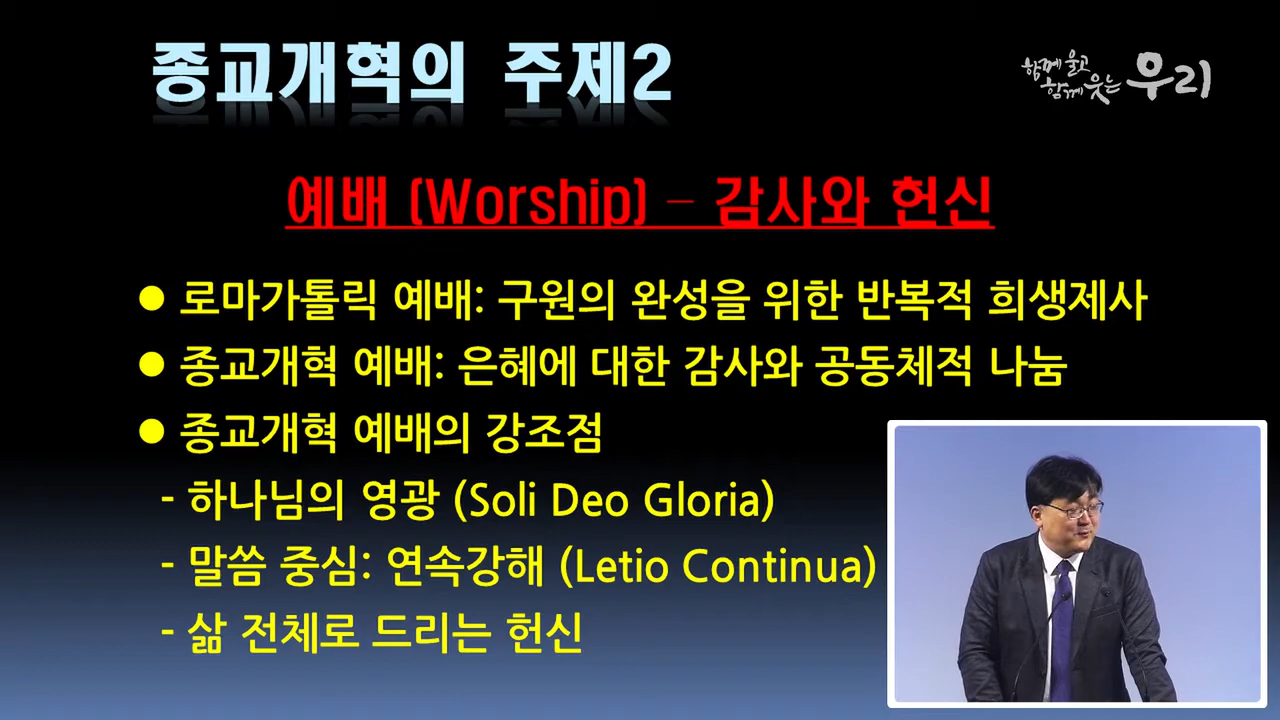 종교개혁의 주제2
함께 울고
함께 웃는 우리
예배 (Worship) - 감사와 헌신
● 로마가톨릭 예배: 구원의 완성을 위한 반복적 희생제사
● 종교개혁 예배: 은혜에 대한 감사와 공동체적 나눔
● 종교개혁 예배의 강조점
- 하나님의 영광 (Soli Deo Gloria)
- 말씀 중심: 연속강해 (Letio Continua)
- 삶 전체로 드리는 헌신